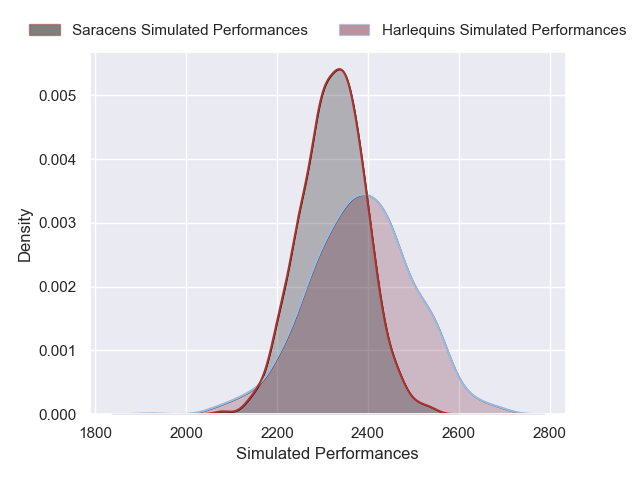 Saracens Simulated Performances
Harlequins Simulated Performances
Density
0.005
0.004
0.003
0.002
0.001
0.000
1800 2000 2200 2400 2600 2800
Simulated Performances